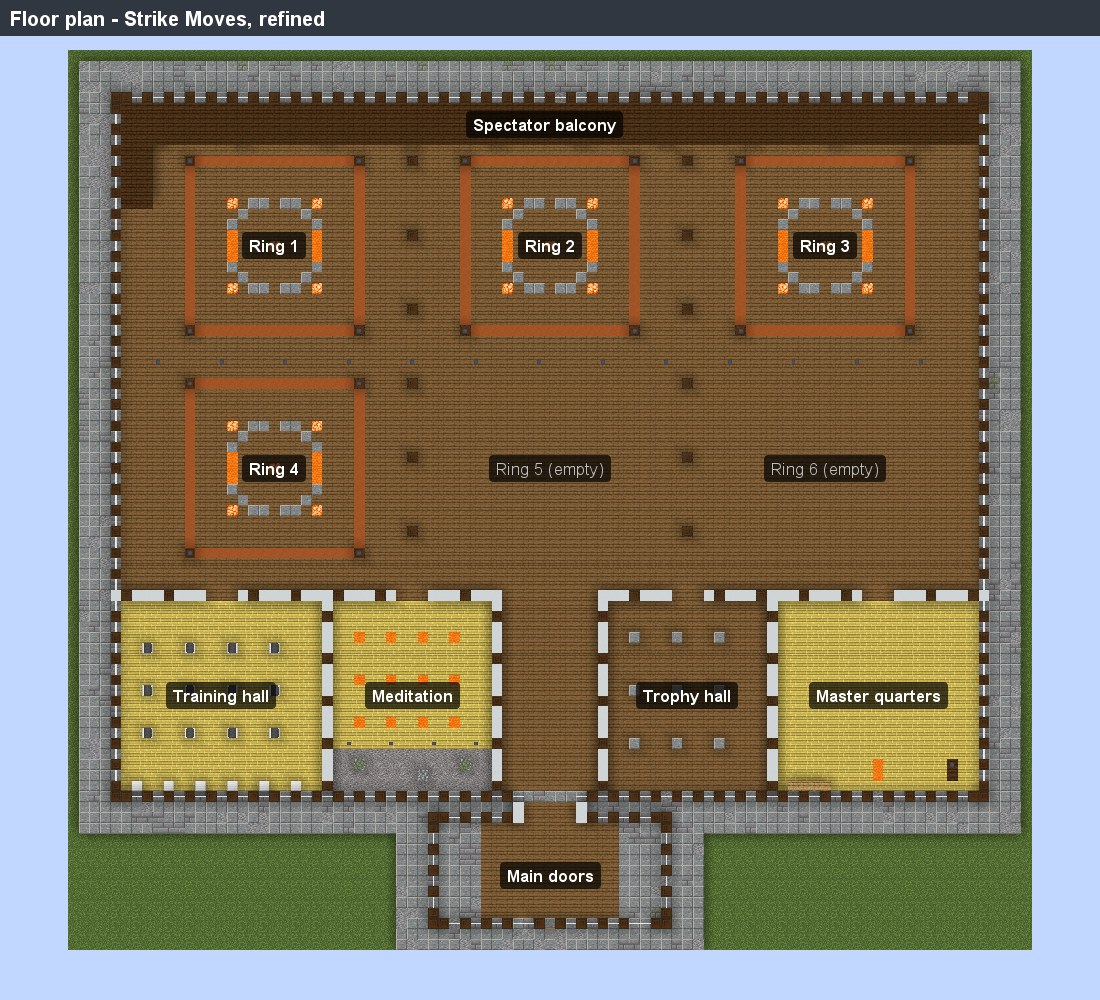 Floor plan - Strike Moves, refined
Spectator balcony
Ring 1
Ring 2
Ring 3
Ring 4
Ring 5 (empty)
Ring 6 (empty)
Training hall
Meditation
Trophy hall
Master quarters
Main doors